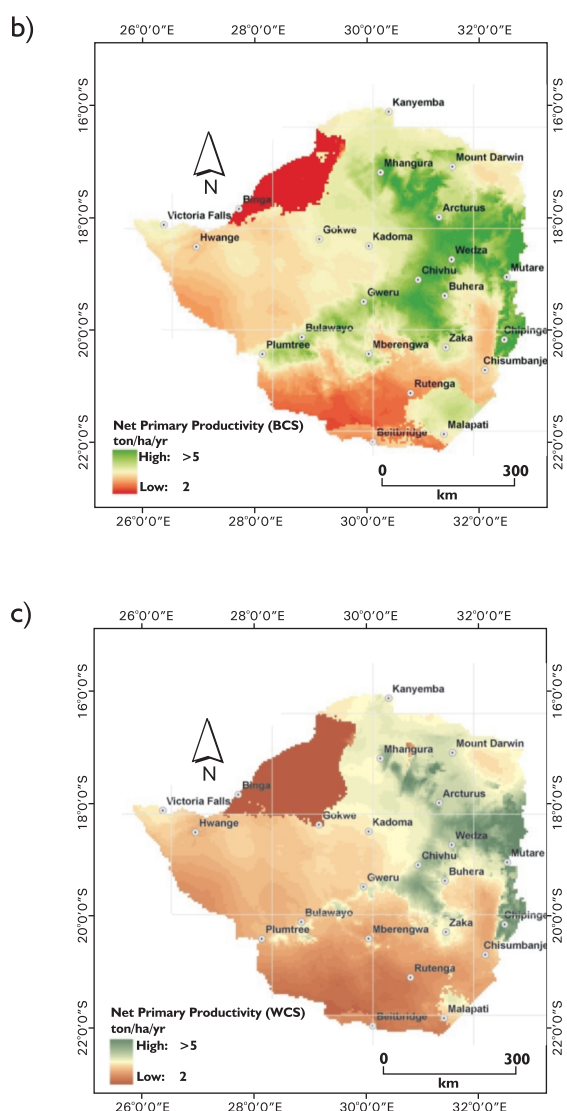 b)
26°0'0"E 28°0'0"E 30°0'0"E 32°0'0"E
16°0'0"S 16°0'0"S
Kanyemba
Mhangura Mount Darwin
N
Binga
Victoria Falls Arcturus
18°0'0"S 18°0'0"S
Hwange Gokwe Kadoma Wedza
Chivhu Mutare
Gweru Buhera
20°0'0"S 20°0'0"S
Bulawayo Chipinge
Plumtree Mberengwa Zaka
Chisumbanje
Rutenga
Net Primary Productivity (BCS) Malapati
ton/ha/yr Beitbridge
22°0'0"S 22°0'0"S
High: >5
Low: 2
0 300
km
26°0'0"E 28°0'0"E 30°0'0"E 32°0'0"E
c)
26°0'0"E 28°0'0"E 30°0'0"E 32°0'0"E
16°0'0"S 16°0'0"S
Kanyemba
Mhangura Mount Darwin
N
Binga
Victoria Falls Arcturus
18°0'0"S 18°0'0"S
Hwange Gokwe Kadoma Wedza
Chivhu Mutare
Gweru Buhera
20°0'0"S 20°0'0"S
Bulawayo Chipinge
Plumtree Mberengwa Zaka
Chisumbanje
Rutenga
Net Primary Productivity (WCS) Malapati
ton/ha/yr Beitbridge
22°0'0"S 22°0'0"S
High: >5
Low: 2
0 300
km
26°0'0"E 28°0'0"E 30°0'0"E 32°0'0"E